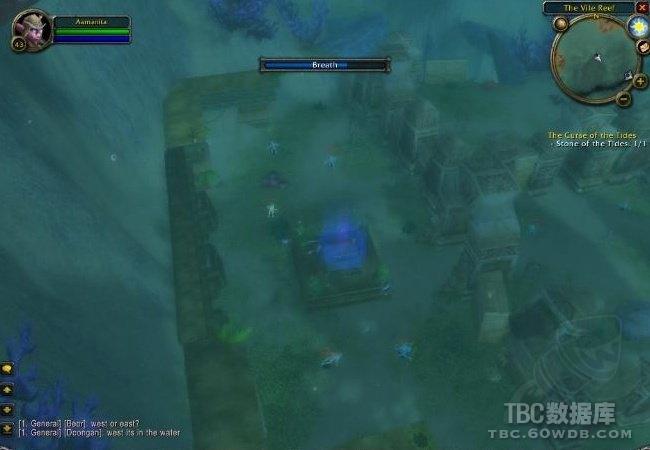 Aamanita
43
Breath
The Vile Reef
N
The Curse of the Tides
- Stone of the Tides: 1/1
[1. General] [Beor]: west or east?
[1. General] [Doongan]: west its in the water
TBC数据库
TBC.60WDB.COM